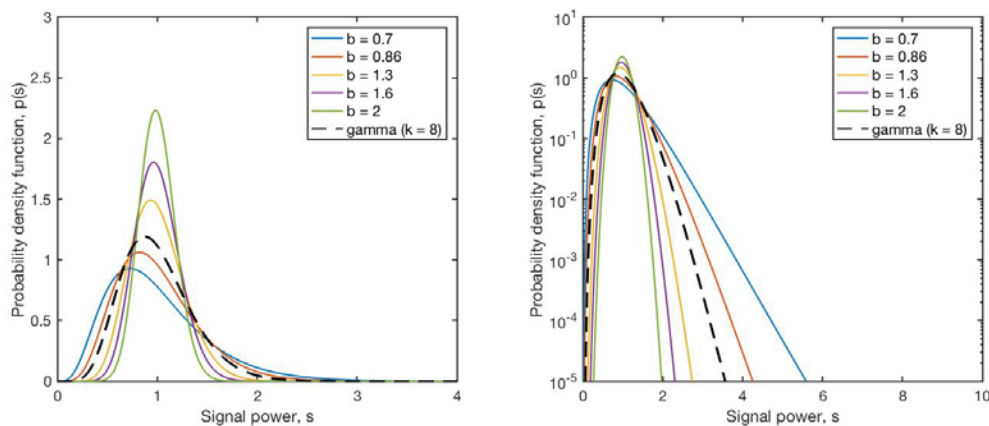 3
2.5
2
1.5
1
0.5
0
Probability density function, p(s)
b = 0.7
b = 0.86
b = 1.3
b = 1.6
b = 2
gamma (k = 8)
0 1 2 3 4
Signal power, s
10^1
10^0
10^-1
10^-2
10^-3
10^-4
10^-5
Probability density function, p(s)
b = 0.7
b = 0.86
b = 1.3
b = 1.6
b = 2
gamma (k = 8)
0 2 4 6 8 10
Signal power, s